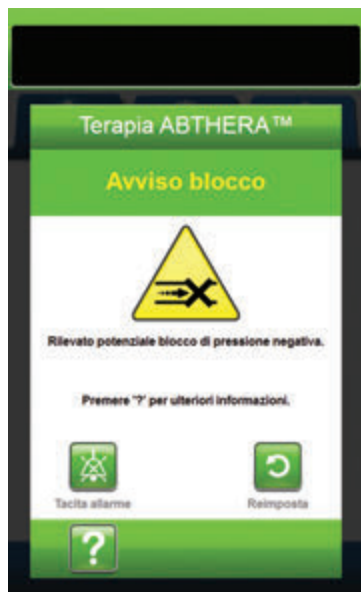 Terapia ABTHERA™
Avviso blocco
Rilevato potenziale blocco di pressione negativa.
Premere '?' per ulteriori informazioni.
Tacita allarme
Reimposta
?